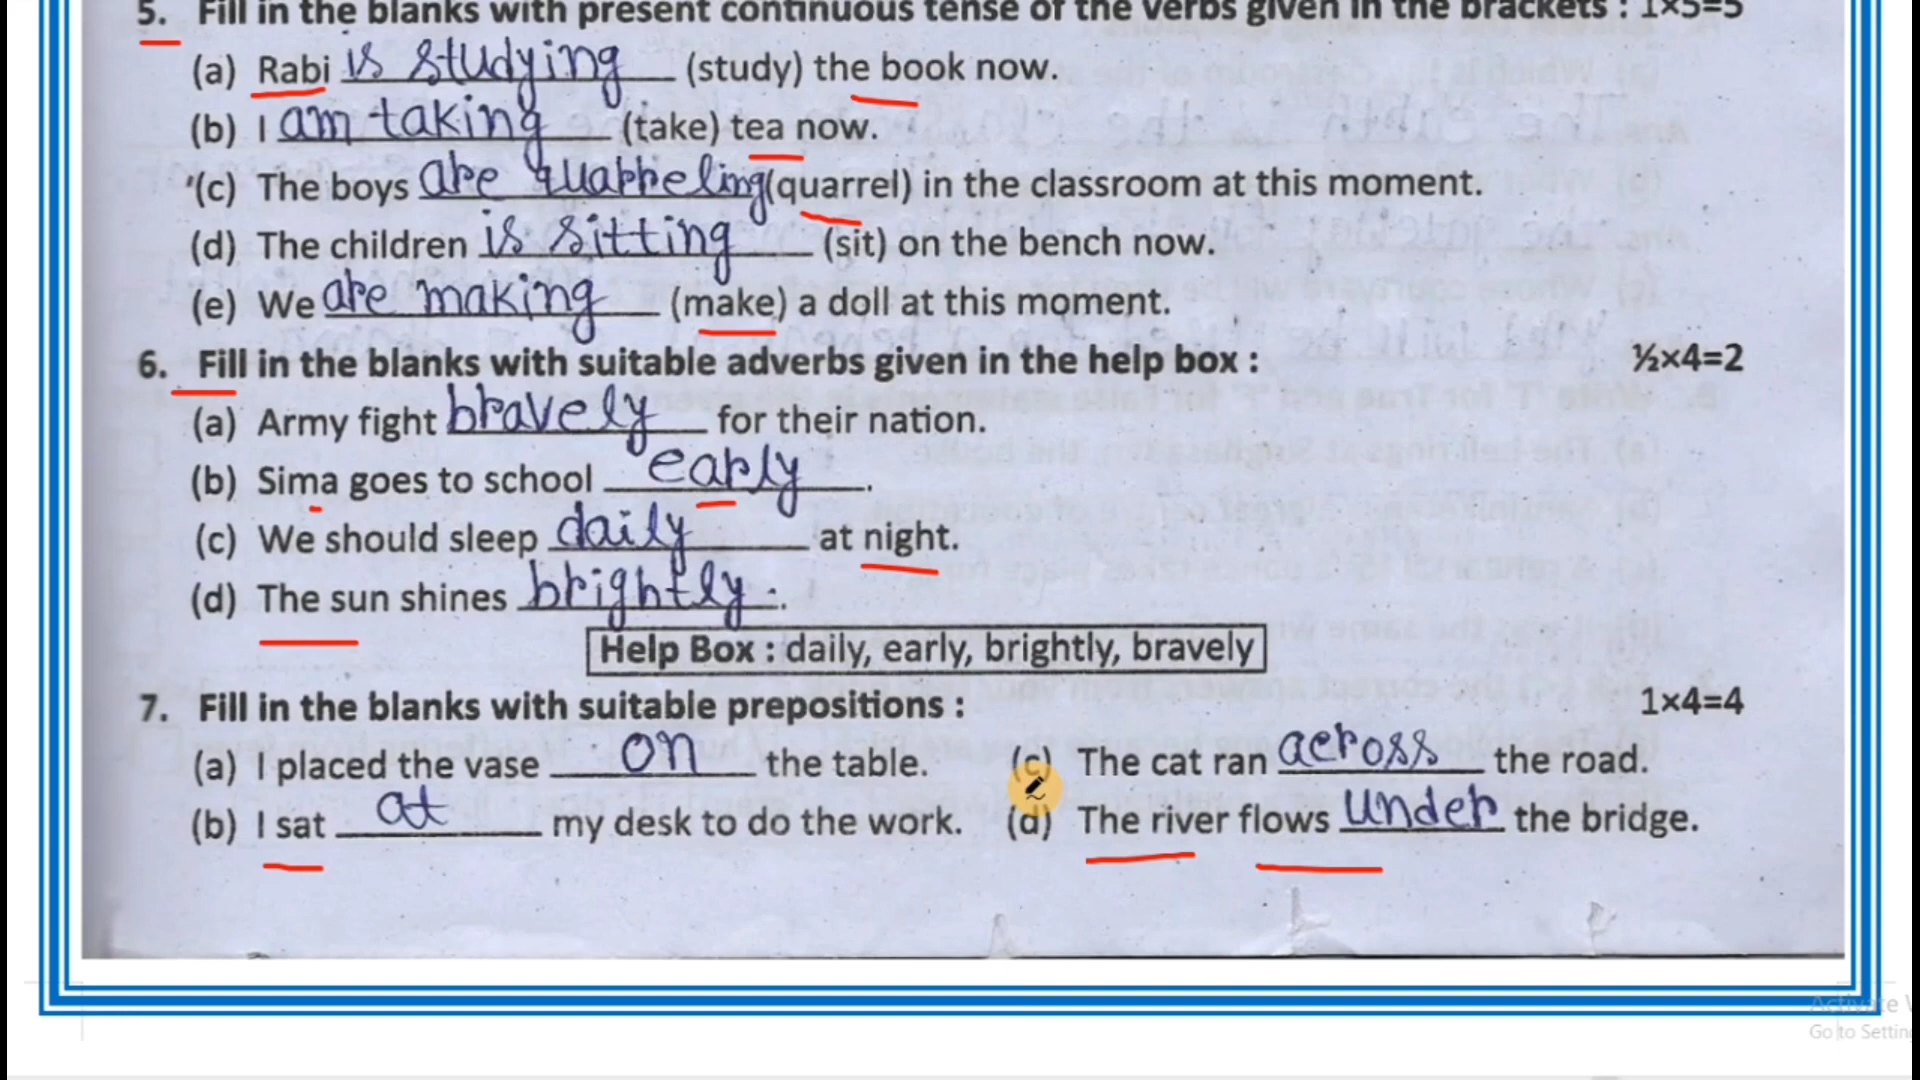 5. Fill in the blanks with present continuous tense of the verbs given in the brackets : 1×5=5
(a) Rabi is studying (study) the book now.
(b) I am taking (take) tea now.
(c) The boys are quarreling (quarrel) in the classroom at this moment.
(d) The children is sitting (sit) on the bench now.
(e) We are making (make) a doll at this moment.
6. Fill in the blanks with suitable adverbs given in the help box : ½×4=2
(a) Army fight bravely for their nation.
(b) Sima goes to school early.
(c) We should sleep daily at night.
(d) The sun shines brightly.
Help Box : daily, early, brightly, bravely
7. Fill in the blanks with suitable prepositions : 1×4=4
(a) I placed the vase on the table. (c) The cat ran across the road.
(b) I sat at my desk to do the work. (d) The river flows under the bridge.
Activate
Go to Settin